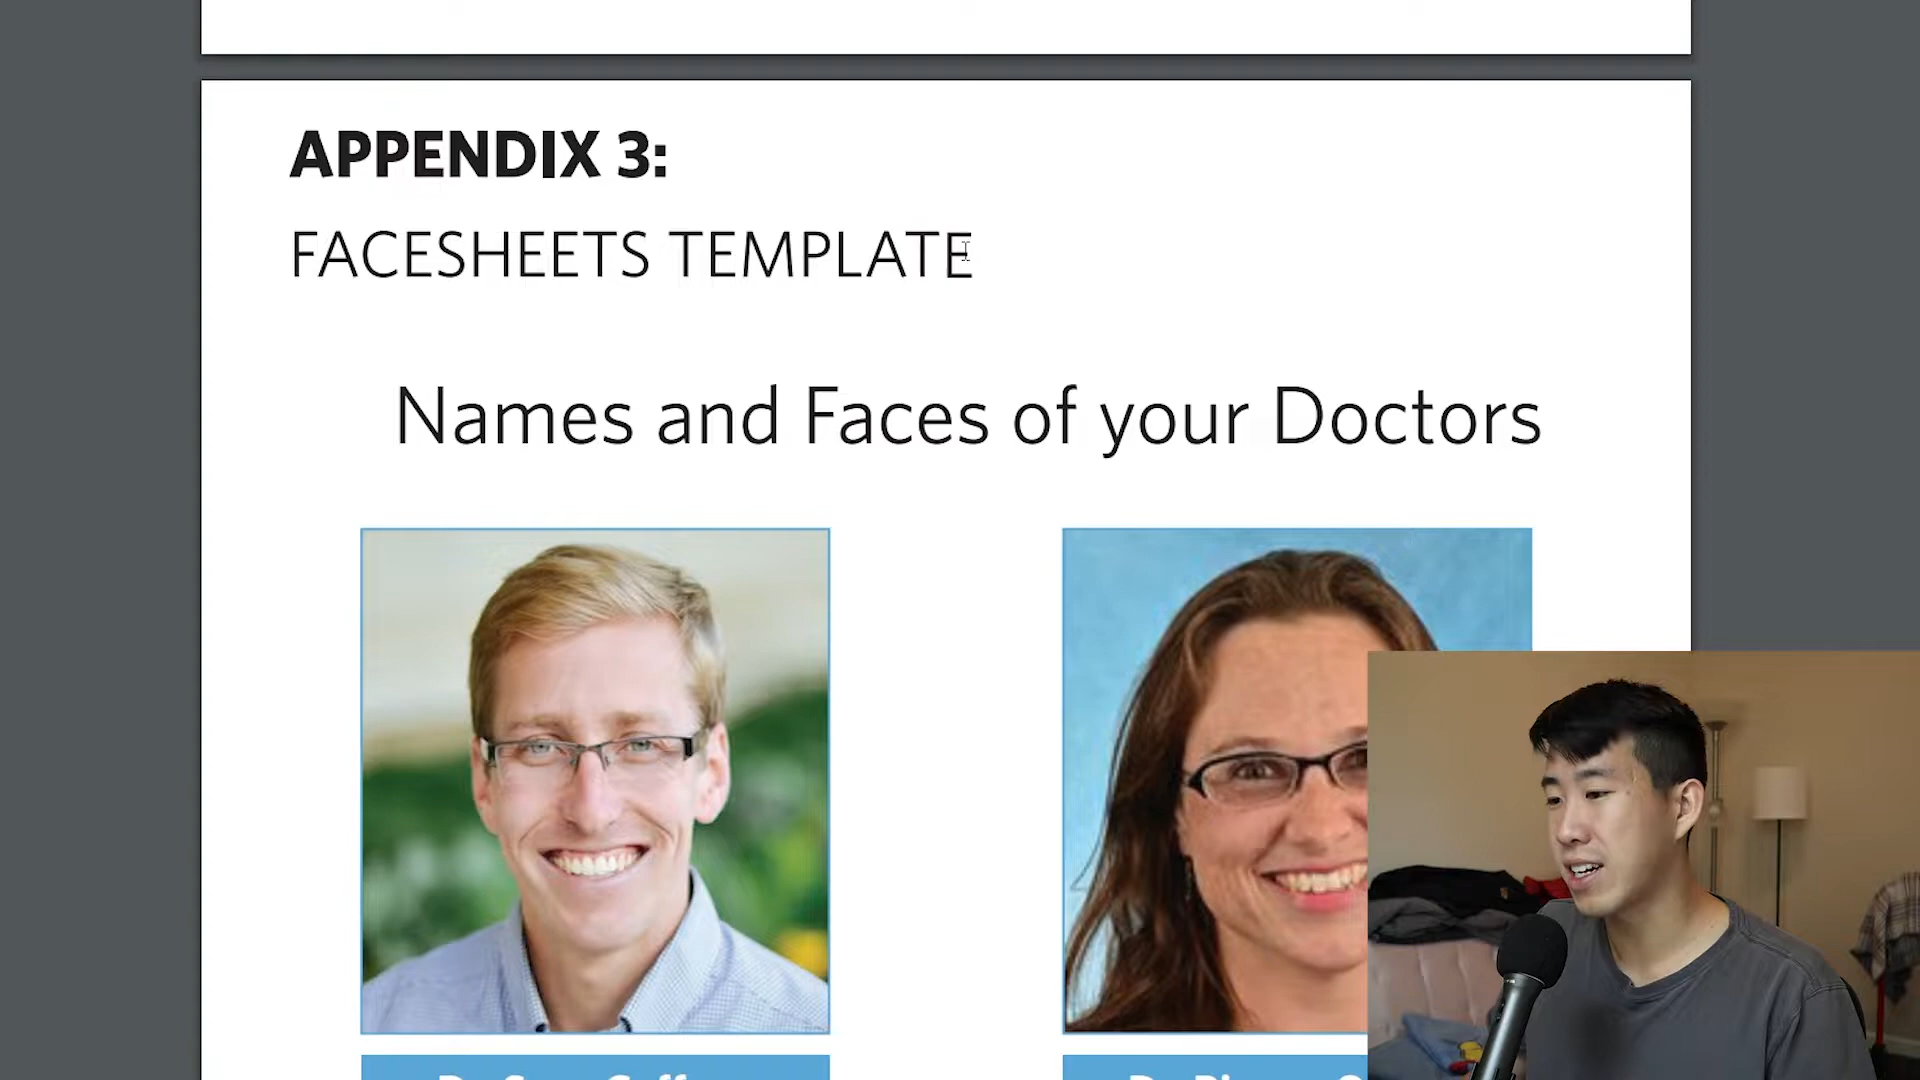 APPENDIX 3:
FACESHEETS TEMPLATE
Names and Faces of your Doctors